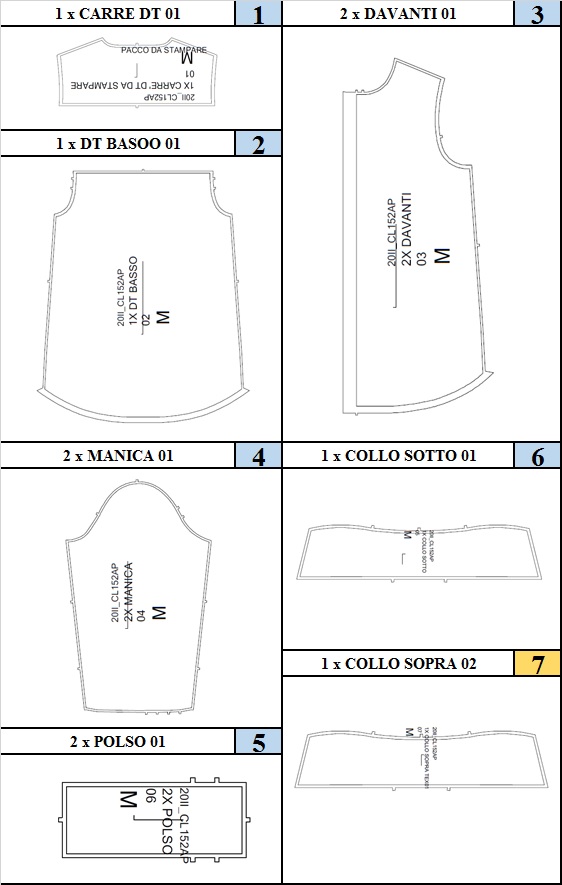 1 x CARRE DT 01
1
PACCO DA STAMPARE
M
01
1X CARRE' DT DA STAMPARE
20II_CL152AP
1 x DT BASOO 01
2
20II_CL152AP
1X DT BASSO
02
M
2 x DAVANTI 01
3
20II_CL152AP
2X DAVANTI
03
M
2 x MANICA 01
4
20II_CL152AP
2X MANICA
04
M
2 x POLSO 01
5
20II_CL152AP
2X POLSO
06
M
1 x COLLO SOTTO 01
6
20II_CL152AP
1X COLLO SOTTO
M
1 x COLLO SOPRA 02
7
20II_CL152AP
1X COLLO SOPRA
M